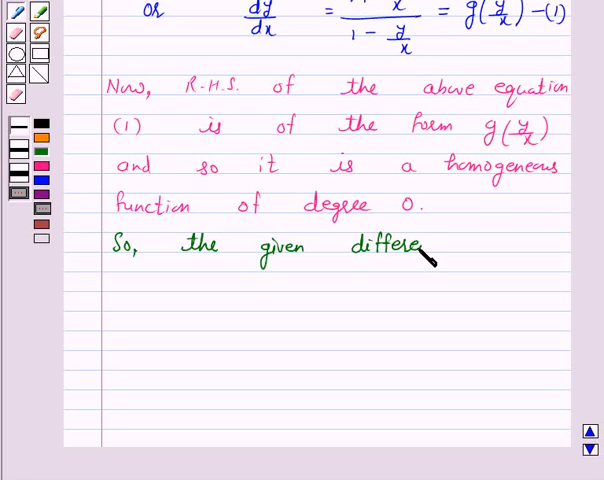 or dy/dx = / 1 - y/x = g(y/x) - (1)
Now, R.H.S. of the above equation
(1) is of the form g(y/x)
and so it is a homogeneous
function of degree 0.
So, the given differe